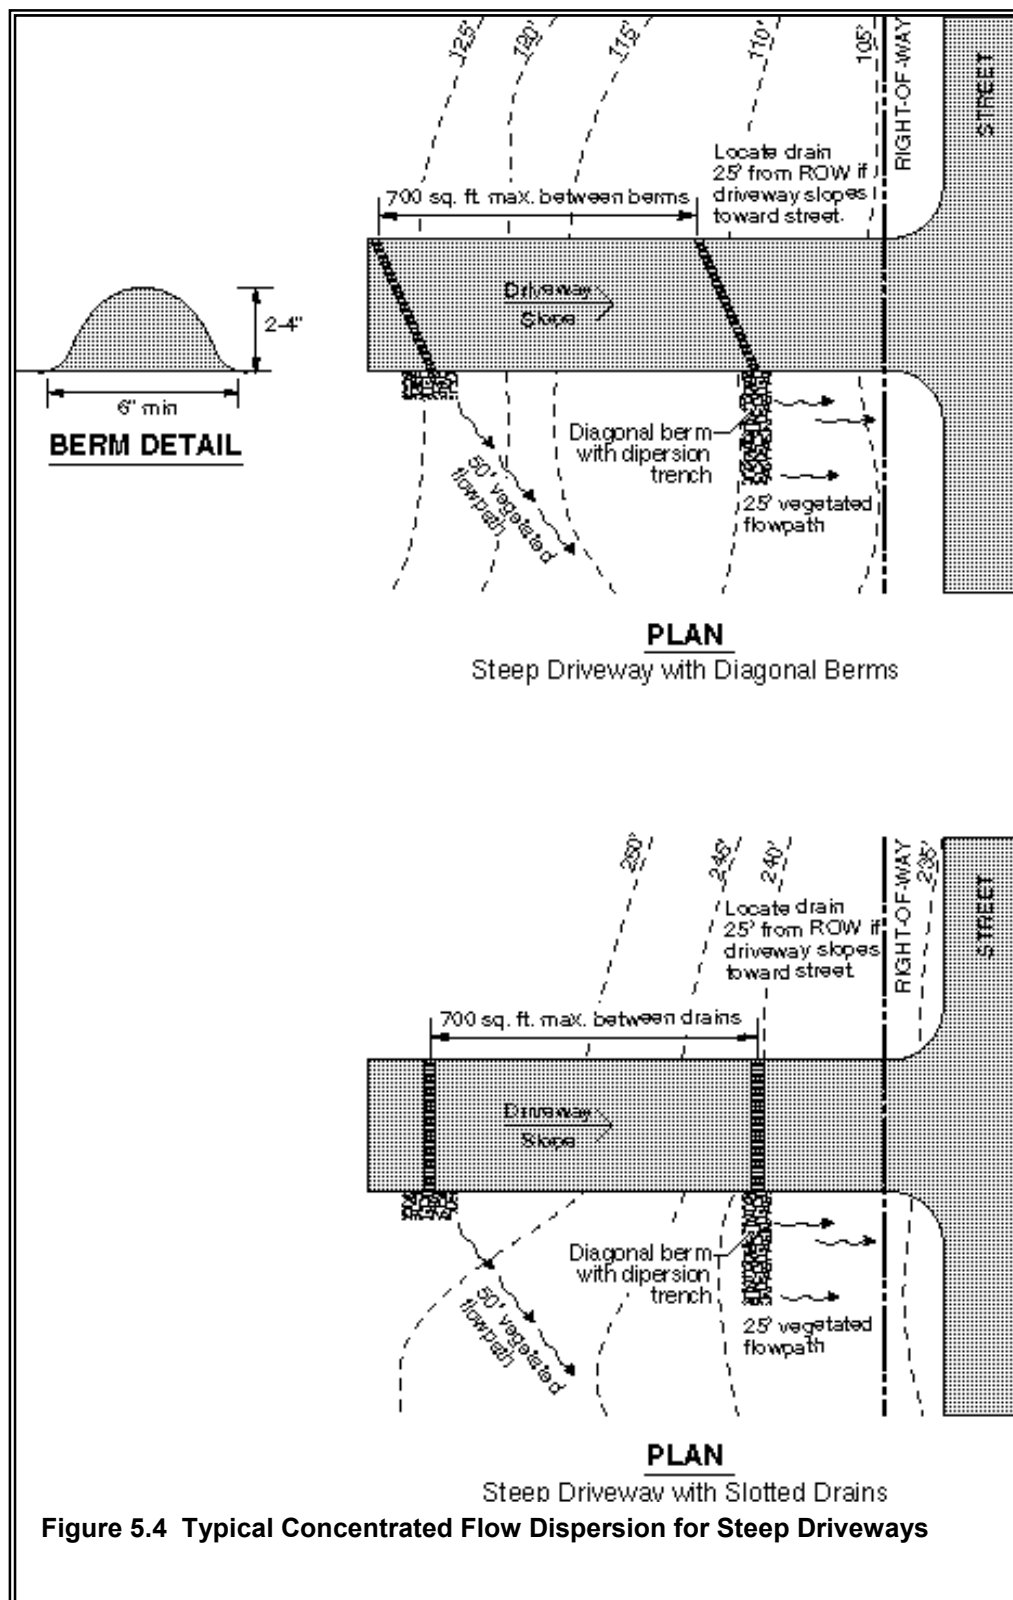 125'
120'
115'
110'
105'
RIGHT-OF-WAY
STREET
Locate drain
25' from ROW if
driveway slopes
toward street.
700 sq. ft. max. between berms
Driveway
Slope
2-4"
6" min
BERM DETAIL
Diagonal berm
with dipersion
trench
50' vegetated
flowpath
25' vegetated
flowpath
PLAN
Steep Driveway with Diagonal Berms
250'
245'
240'
235'
RIGHT-OF-WAY
STREET
Locate drain
25' from ROW if
driveway slopes
toward street.
700 sq. ft. max. between drains
Driveway
Slope
Diagonal berm
with dipersion
trench
50' vegetated
flowpath
25' vegetated
flowpath
PLAN
Steep Driveway with Slotted Drains
Figure 5.4 Typical Concentrated Flow Dispersion for Steep Driveways